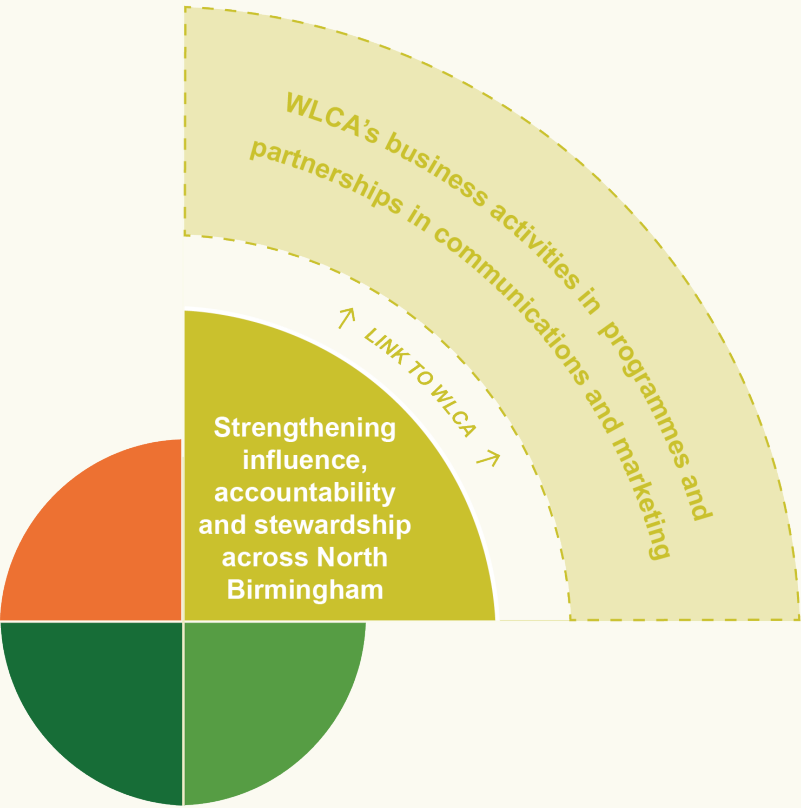 WLCA’s business activities in programmes and
partnerships in communications and marketing
LINK TO WLCA
Strengthening
influence,
accountability
and stewardship
across North
Birmingham